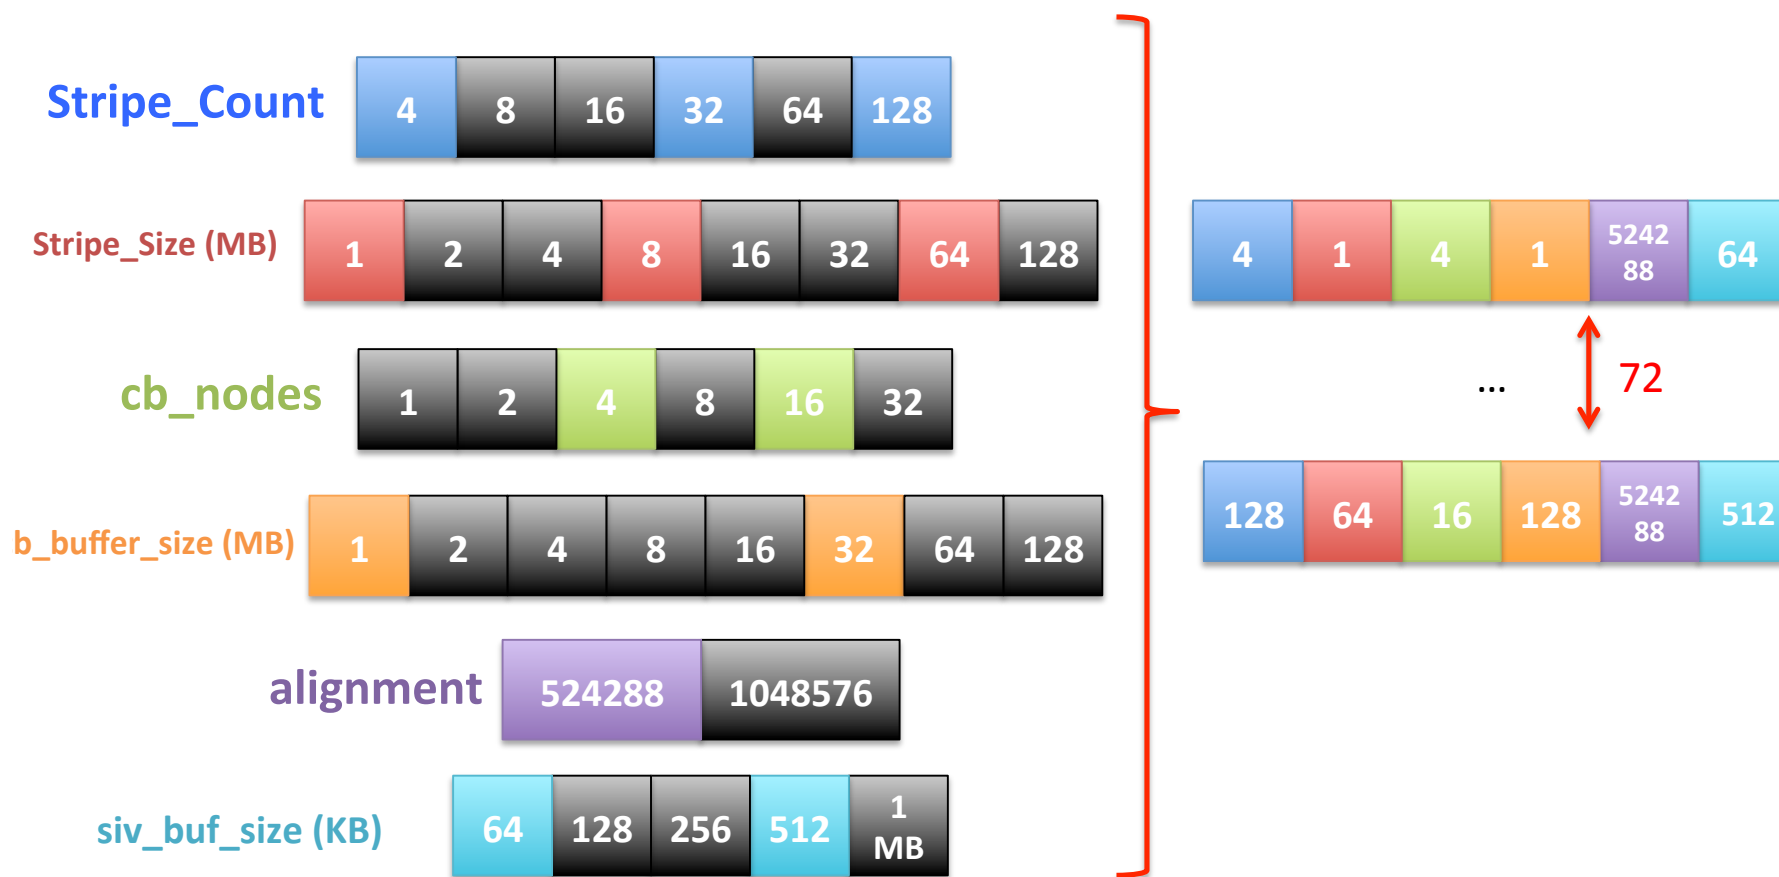 Stripe_Count 4 8 16 32 64 128
Stripe_Size (MB) 1 2 4 8 16 32 64 128
cb_nodes 1 2 4 8 16 32
b_buffer_size (MB) 1 2 4 8 16 32 64 128
alignment 524288 1048576
siv_buf_size (KB) 64 128 256 512 1
MB
4 1 4 1 5242
88 64
... 72
128 64 16 128 5242
88 512